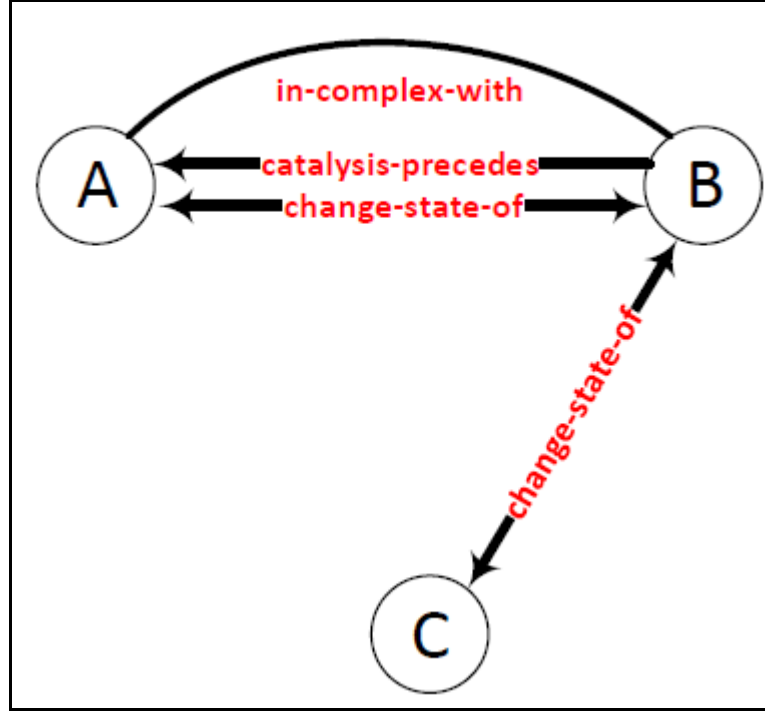 in-complex-with
A
catalysis-precedes
B
change-state-of
change-state-of
C